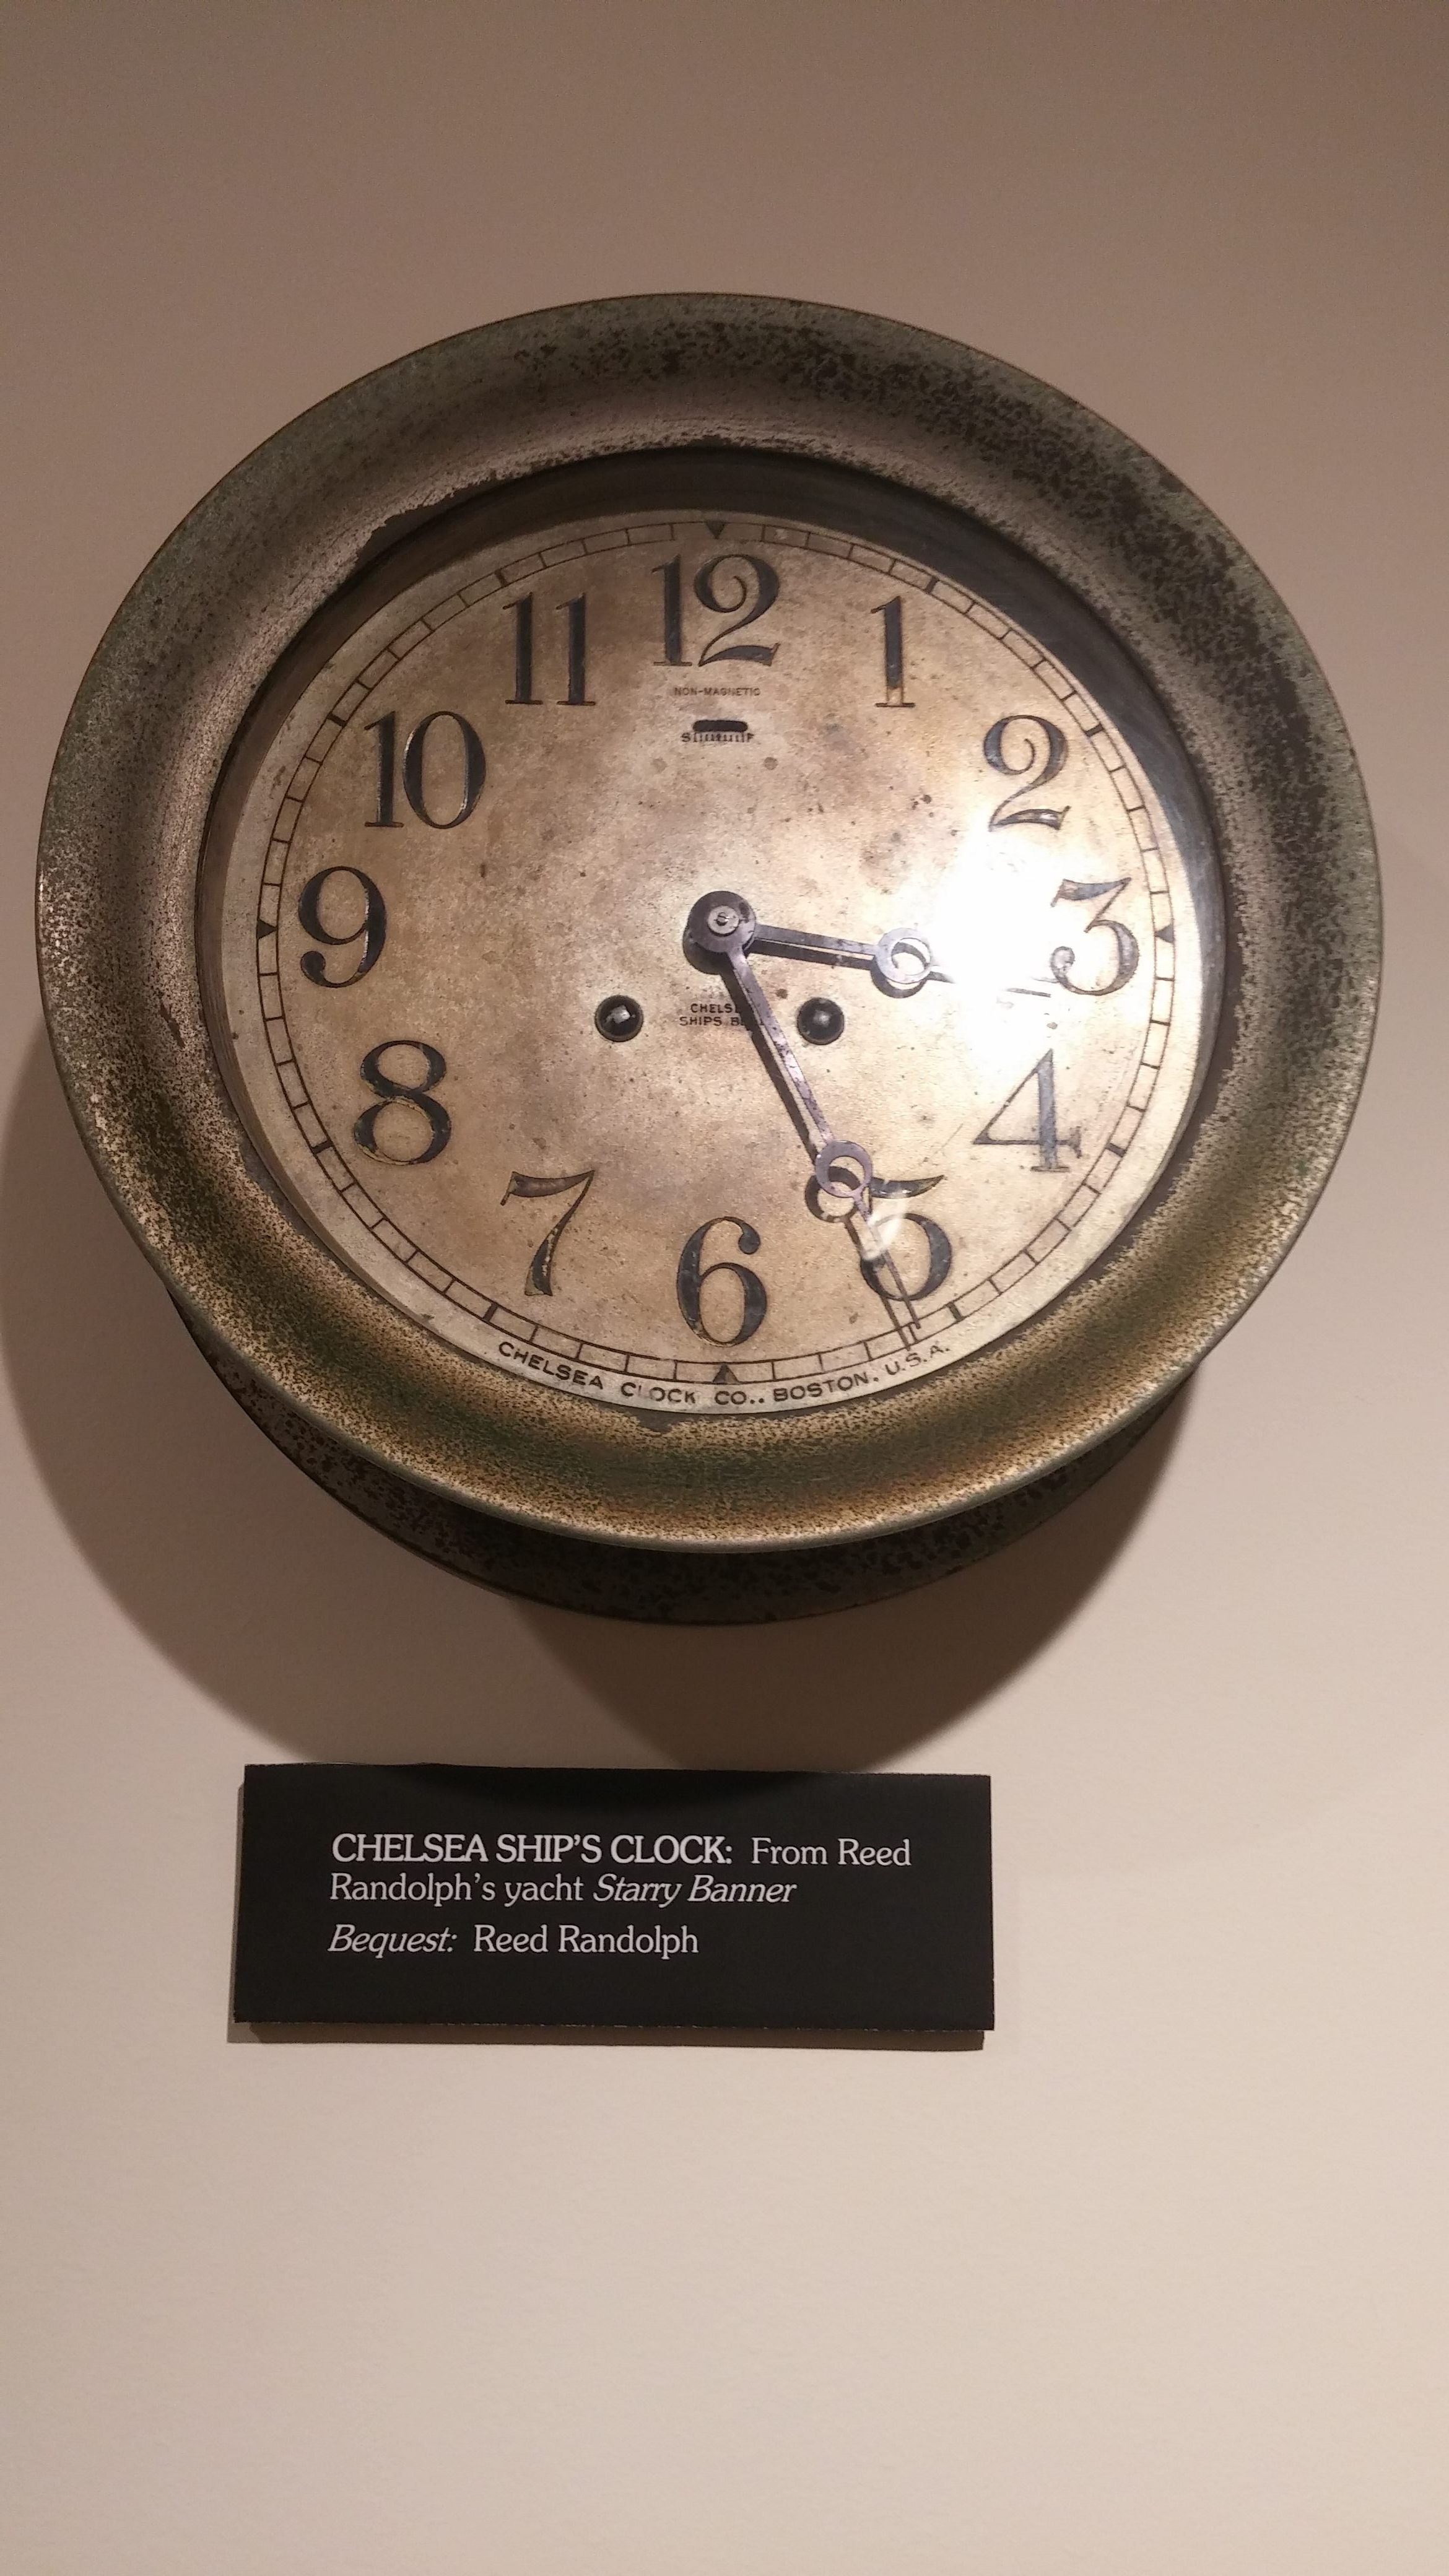 12
11
1
NON-MAGNETIC
S F
10
2
9
3
CHELSE
SHIPS B
8
4
7
5
6
CHELSEA CLOCK CO., BOSTON, U.S.A.
CHELSEA SHIP'S CLOCK: From Reed
Randolph's yacht Starry Banner
Bequest: Reed Randolph